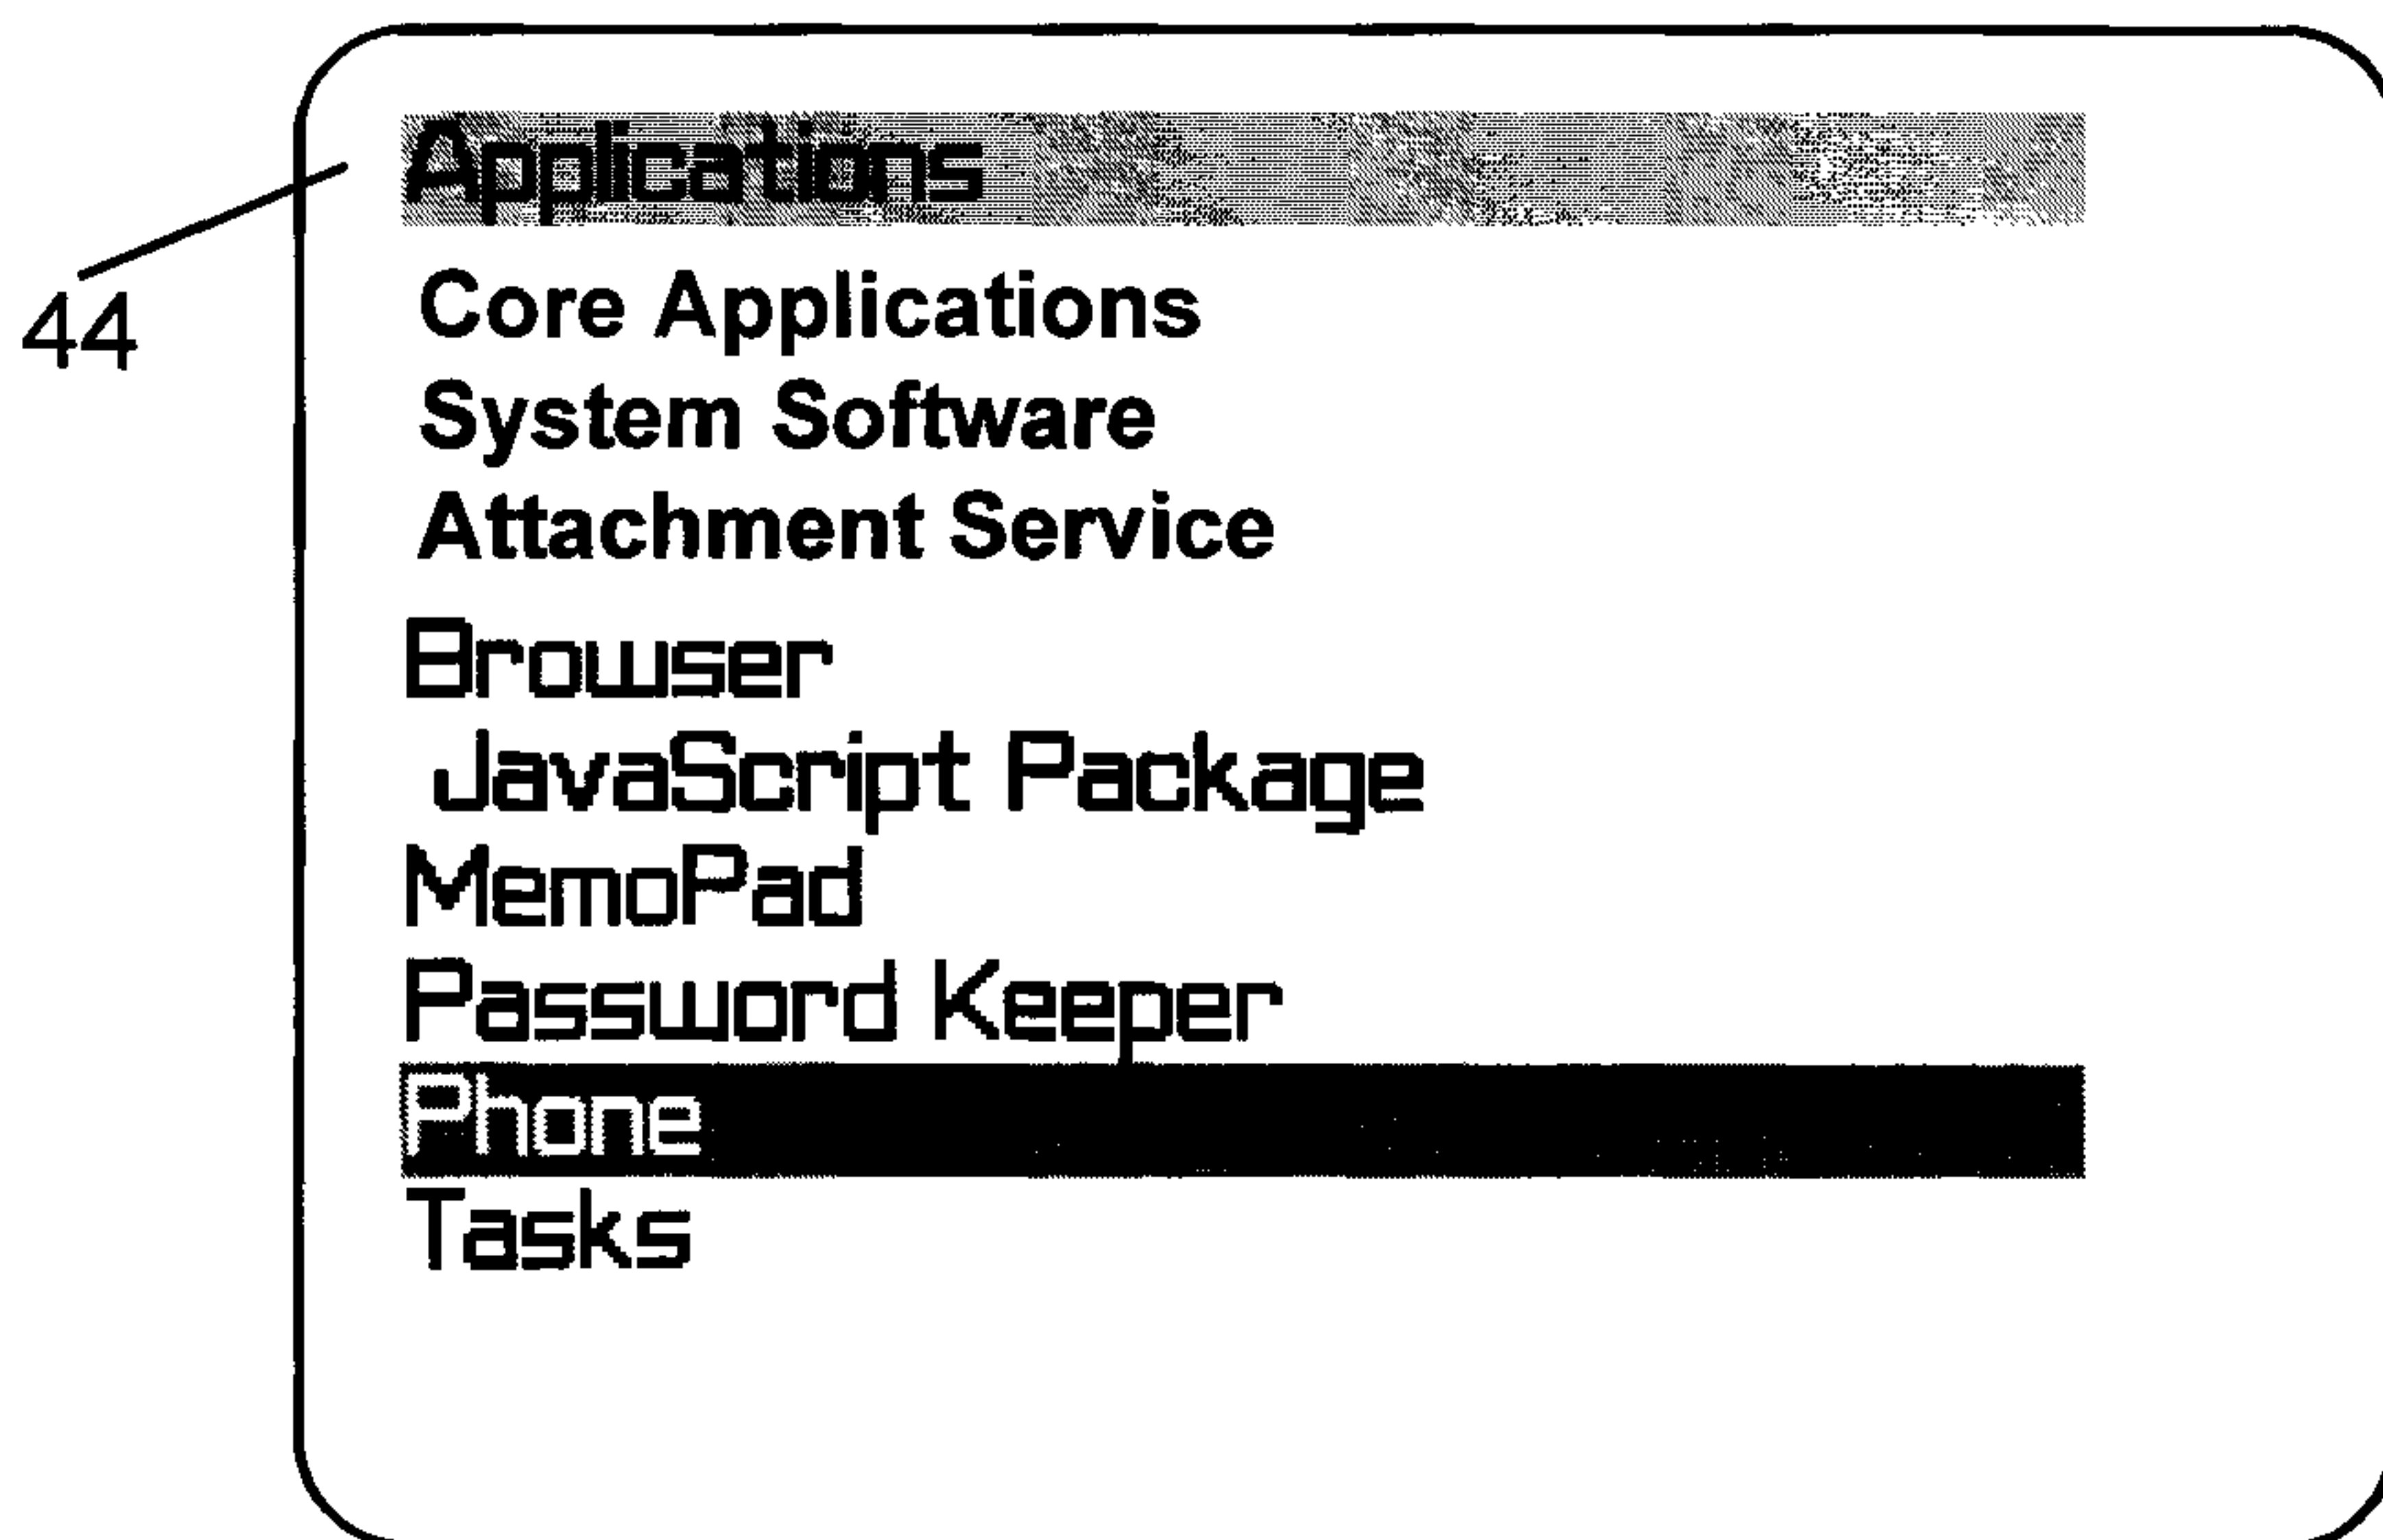 Applications
44
Core Applications
System Software
Attachment Service
Browser
JavaScript Package
MemoPad
Password Keeper
Phone
Tasks